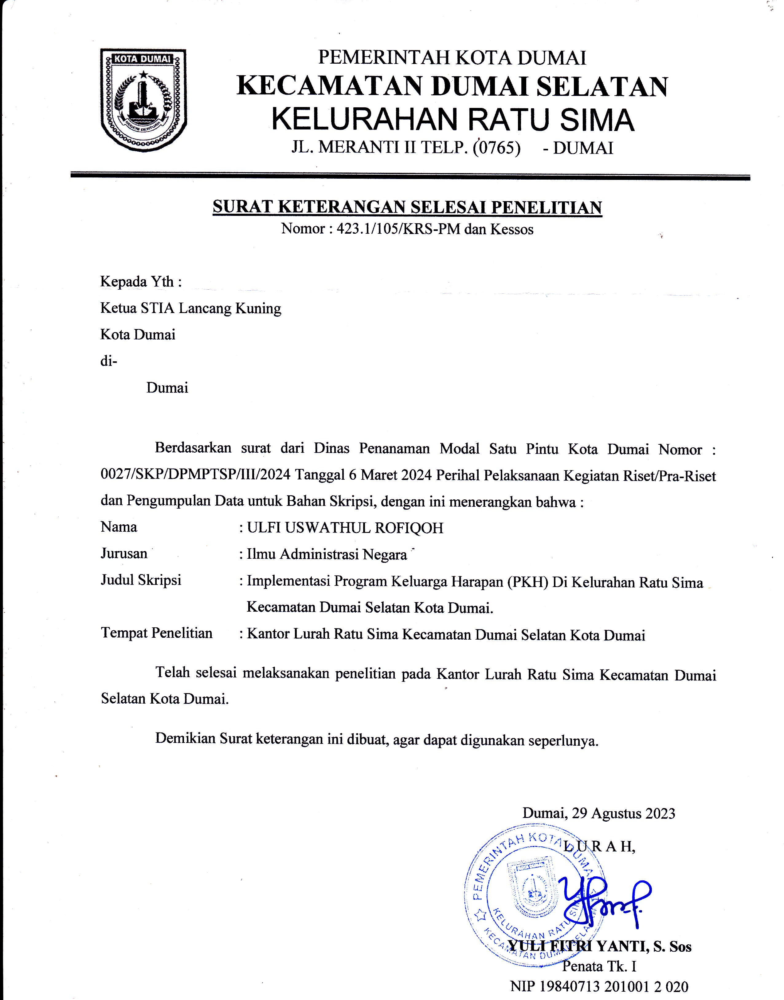 KOTA DUMAI
NEGERI BERTUAH
PEMERINTAH KOTA DUMAI
KECAMATAN DUMAI SELATAN
KELURAHAN RATU SIMA
JL. MERANTI II TELP. (0765) - DUMAI
SURAT KETERANGAN SELESAI PENELITIAN
Nomor : 423.1/105/KRS-PM dan Kessos
Kepada Yth :
Ketua STIA Lancang Kuning
Kota Dumai
di-
Dumai
Berdasarkan surat dari Dinas Penanaman Modal Satu Pintu Kota Dumai Nomor :
0027/SKP/DPMPTSP/III/2024 Tanggal 6 Maret 2024 Perihal Pelaksanaan Kegiatan Riset/Pra-Riset
dan Pengumpulan Data untuk Bahan Skripsi, dengan ini menerangkan bahwa :
Nama : ULFI USWATHUL ROFIQOH
Jurusan : Ilmu Administrasi Negara
Judul Skripsi : Implementasi Program Keluarga Harapan (PKH) Di Kelurahan Ratu Sima
Kecamatan Dumai Selatan Kota Dumai.
Tempat Penelitian : Kantor Lurah Ratu Sima Kecamatan Dumai Selatan Kota Dumai
Telah selesai melaksanakan penelitian pada Kantor Lurah Ratu Sima Kecamatan Dumai
Selatan Kota Dumai.
Demikian Surat keterangan ini dibuat, agar dapat digunakan seperlunya.
Dumai, 29 Agustus 2023
L U R A H,
PEMERINTAH KOTA DUMAI
KELURAHAN RATU SIMA
KECAMATAN DUMAI SELATAN
YULI FITRI YANTI, S. Sos
Penata Tk. I
NIP 19840713 201001 2 020